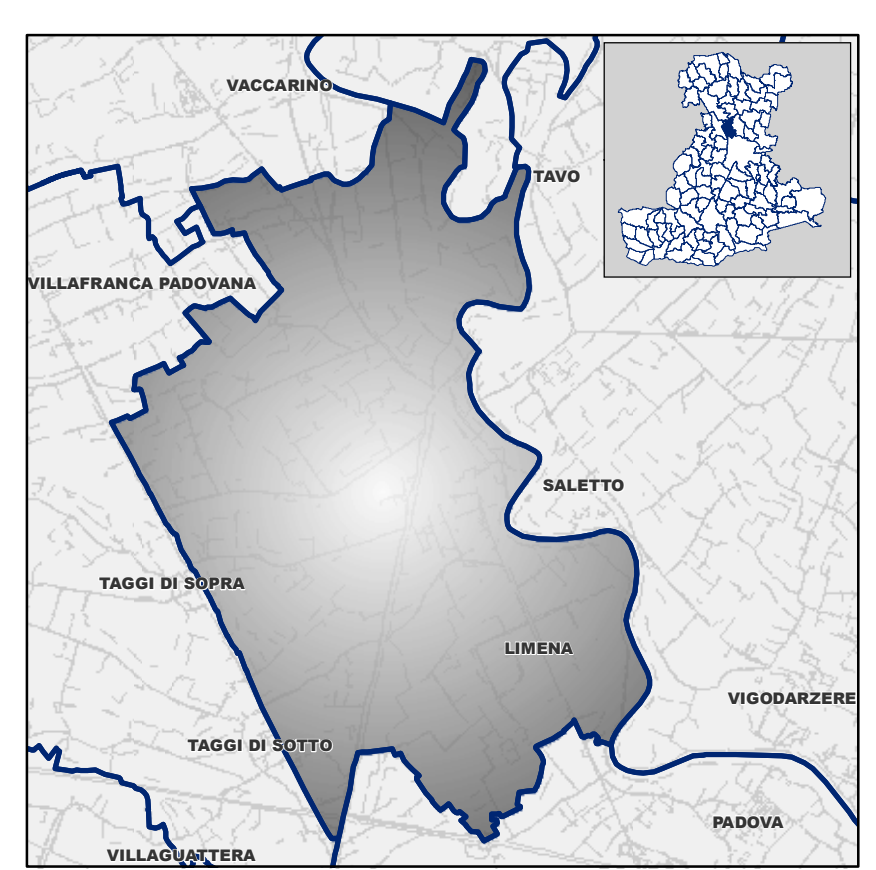 VACCARINO
TAVO
VILLAFRANCA PADOVANA
SALETTO
TAGGI DI SOPRA
LIMENA
VIGODARZERE
TAGGI DI SOTTO
PADOVA
VILLAGUATTERA